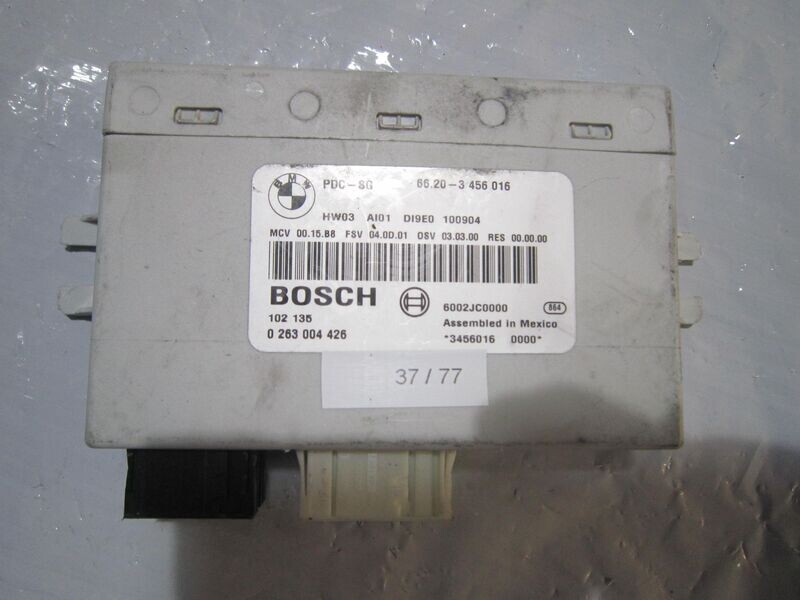 BMW
PDC-SG 66.20-3 456 016
HW03 AI01 DI9E0 100904
MCV 00.15.B8 FSV 04.0D.01 OSV 03.03.00 RES 00.00.00
BOSCH 6002JC0000 864
102 135 Assembled in Mexico
0 263 004 426 *3456016 0000*
37 / 77